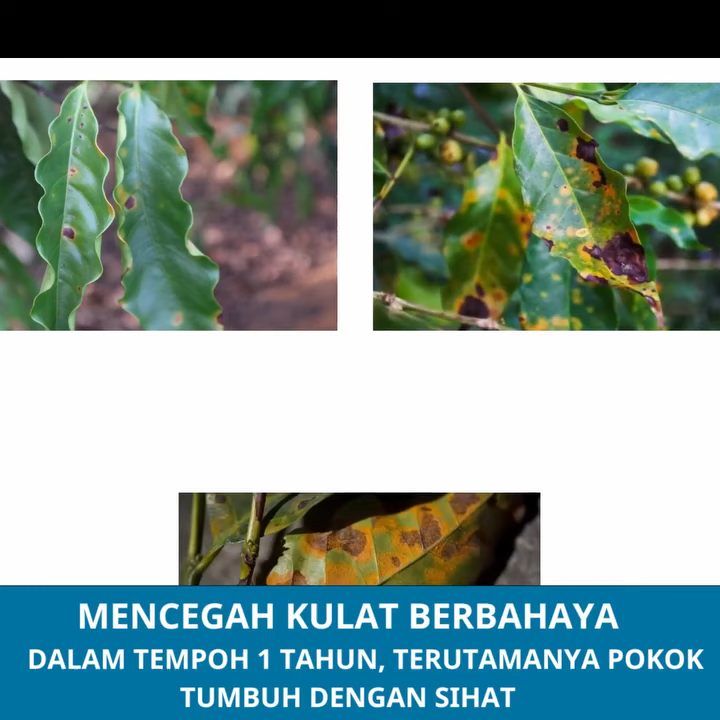 MENCEGAH KULAT BERBAHAYA
DALAM TEMPOH 1 TAHUN, TERUTAMANYA POKOK
TUMBUH DENGAN SIHAT